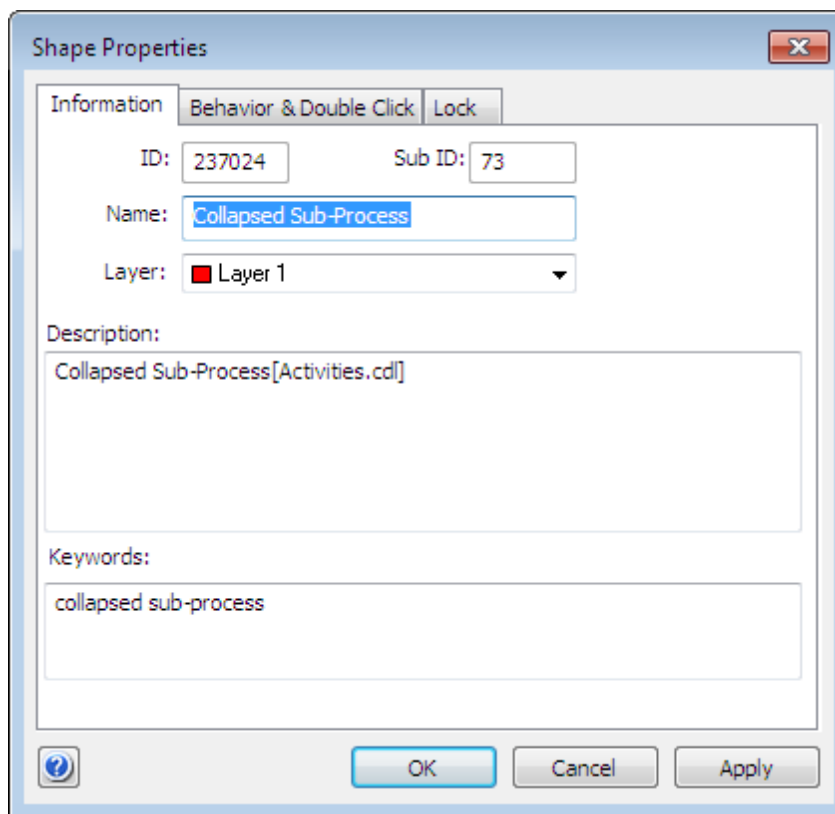 Shape Properties
Information Behavior & Double Click Lock
ID: 237024 Sub ID: 73
Name: Collapsed Sub-Process
Layer: Layer 1
Description:
Collapsed Sub-Process[Activities.cdl]
Keywords:
collapsed sub-process
? OK Cancel Apply